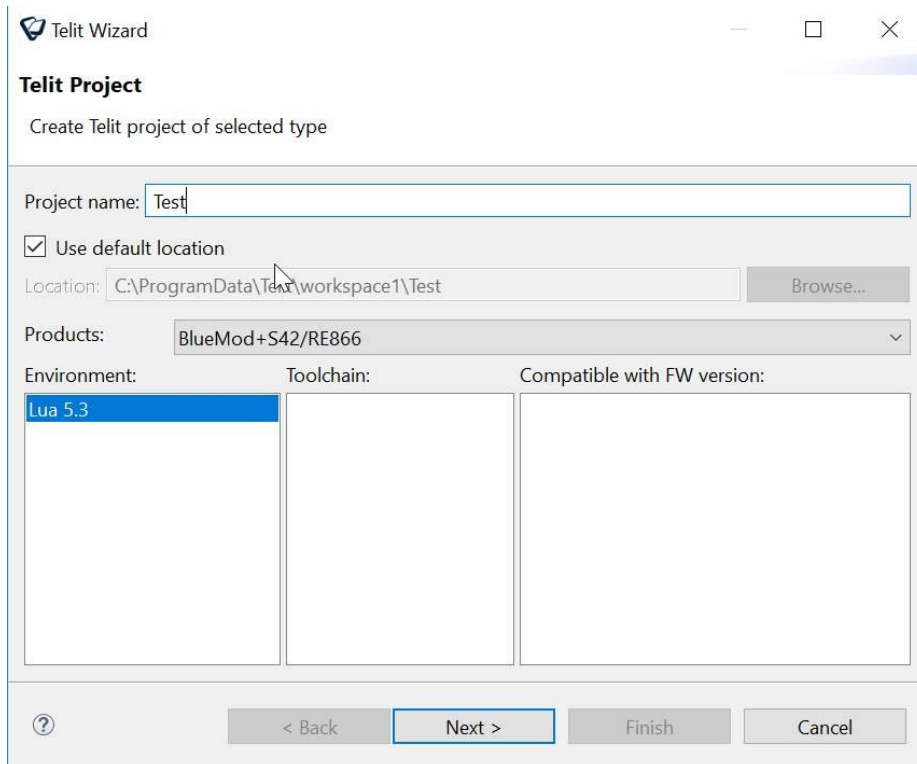 Telit Wizard
Telit Project
Create Telit project of selected type
Project name: Test
Use default location
Location: C:\ProgramData\Telit\workspace1\Test Browse...
Products: BlueMod+S42/RE866
Environment: Toolchain: Compatible with FW version:
Lua 5.3
? < Back Next > Finish Cancel